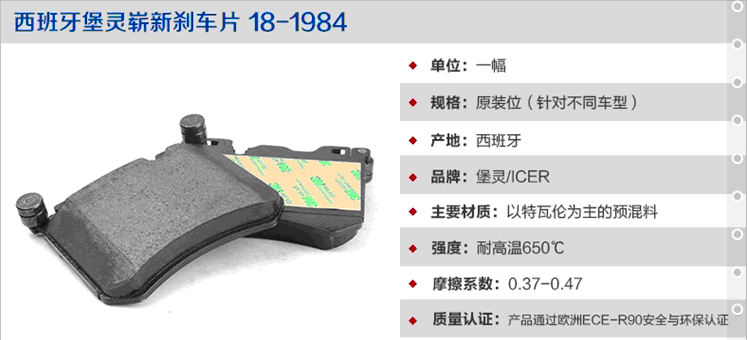 西班牙堡灵崭新刹车片 18-1984
单位：一幅
规格：原装位（针对不同车型）
产地：西班牙
品牌：堡灵/ICER
主要材质：以特瓦伦为主的预混料
强度：耐高温650℃
摩擦系数：0.37-0.47
质量认证：产品通过欧洲ECE-R90安全与环保认证